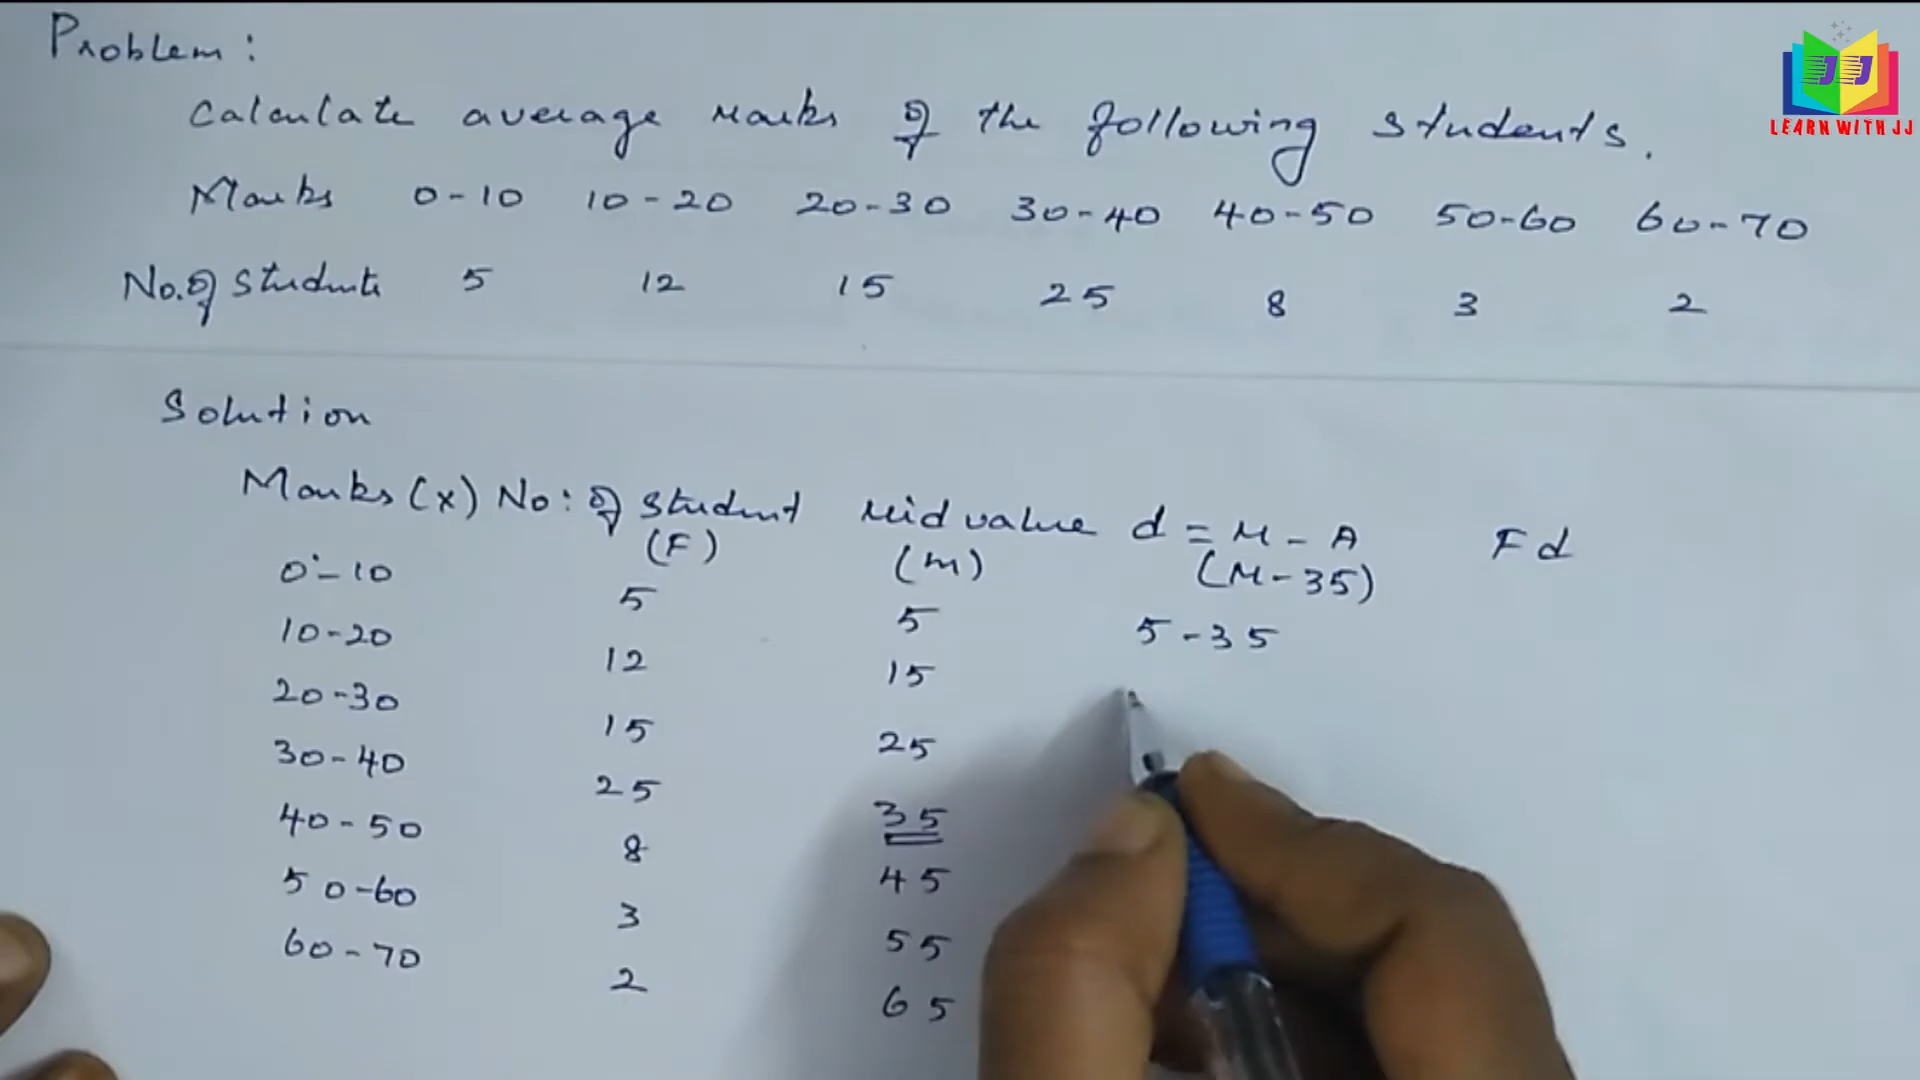 Problem:
Calculate average Marks of the following students.
Marks 0-10 10-20 20-30 30-40 40-50 50-60 60-70
No. of students 5 12 15 25 8 3 2
Solution
Marks (x) No: of student mid value d = M - A Fd
(F) (m) (M-35)
0-10 5 5 5-35
10-20 12 15
20-30 15 25
30-40 25 35
40-50 8 45
50-60 3 55
60-70 2 65
JJ
LEARN WITH JJ